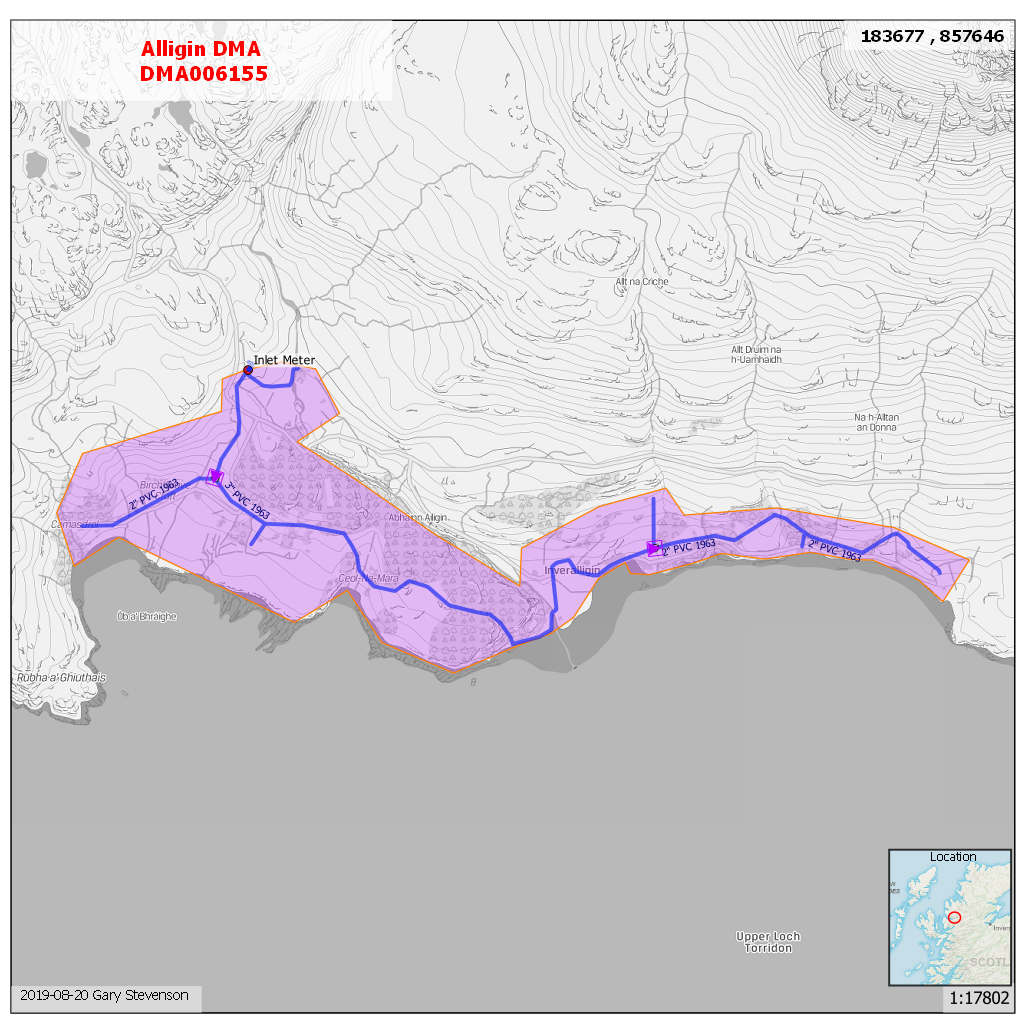 Alligin DMA
DMA006155
183677 , 857646
Allt na Criche
Allt Druim na
h-Uamhaidh
Inlet Meter
Na h-Alltan
an Donna
2" PVC 1963
3" PVC 1963
Abhainn Alligin
2" PVC 1963
2" PVC 1963
Inveralligin
Ceol-Na-Mara
Òb a' Bhràighe
Rubha a' Ghiuthais
Location
SCOTL
Upper Loch
Torridon
2019-08-20 Gary Stevenson
1:17802